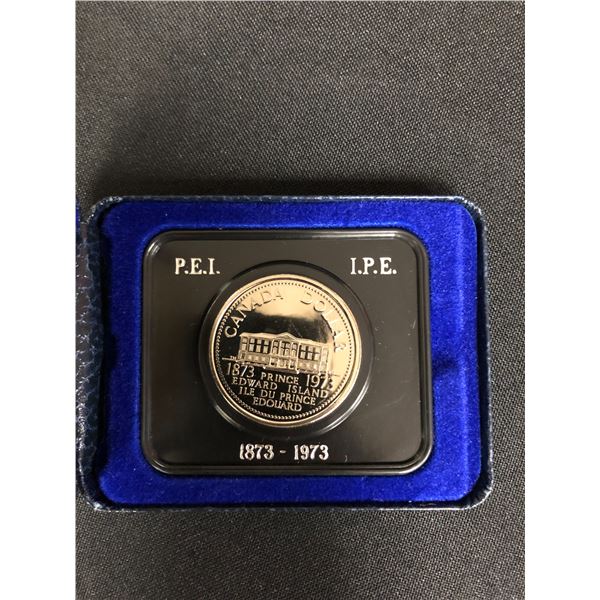 P.E.I. I.P.E.
CANADA DOLLAR
1873 PRINCE 1973
EDWARD ISLAND
ILE DU PRINCE
EDOUARD
1873 - 1973